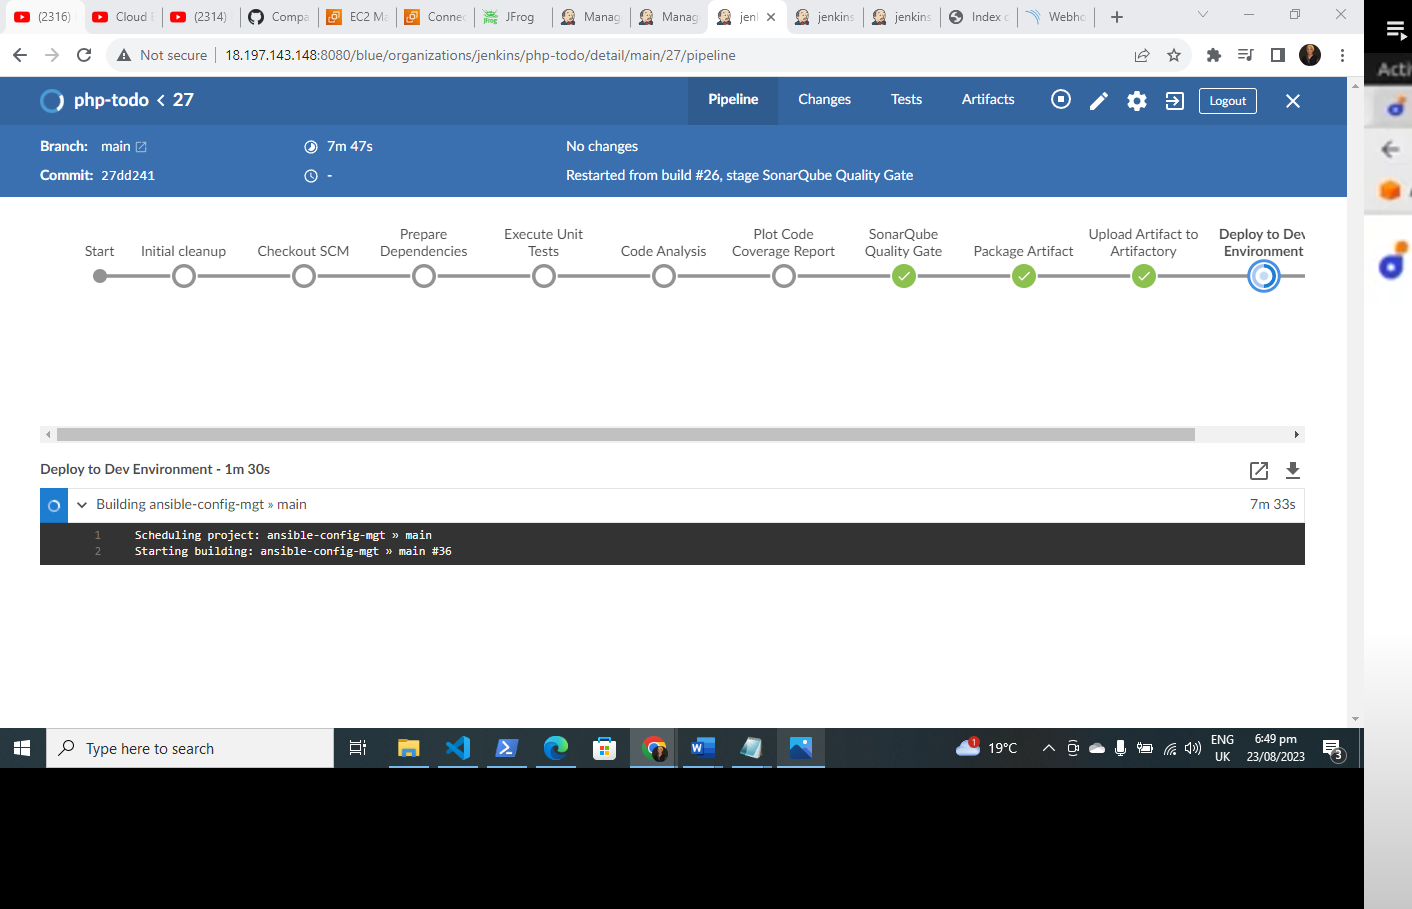 (2316)
Cloud
(2314)
Compa
EC2 Ma
Connec
JFrog
Manag
Manag
jen
jenkins
jenkins
Index
Webho
Not secure
18.197.143.148:8080/blue/organizations/jenkins/php-todo/detail/main/27/pipeline
Acti
php-todo < 27
Pipeline
Changes
Tests
Artifacts
Logout
Branch: main
7m 47s
No changes
Commit: 27dd241
-
Restarted from build #26, stage SonarQube Quality Gate
Start
Initial cleanup
Checkout SCM
Prepare
Dependencies
Execute Unit
Tests
Code Analysis
Plot Code
Coverage Report
SonarQube
Quality Gate
Package Artifact
Upload Artifact to
Artifactory
Deploy to Dev
Environment
Deploy to Dev Environment - 1m 30s
Building ansible-config-mgt » main
7m 33s
1 Scheduling project: ansible-config-mgt » main
2 Starting building: ansible-config-mgt » main #36
Type here to search
1
19°C
ENG
UK
6:49 pm
23/08/2023
3